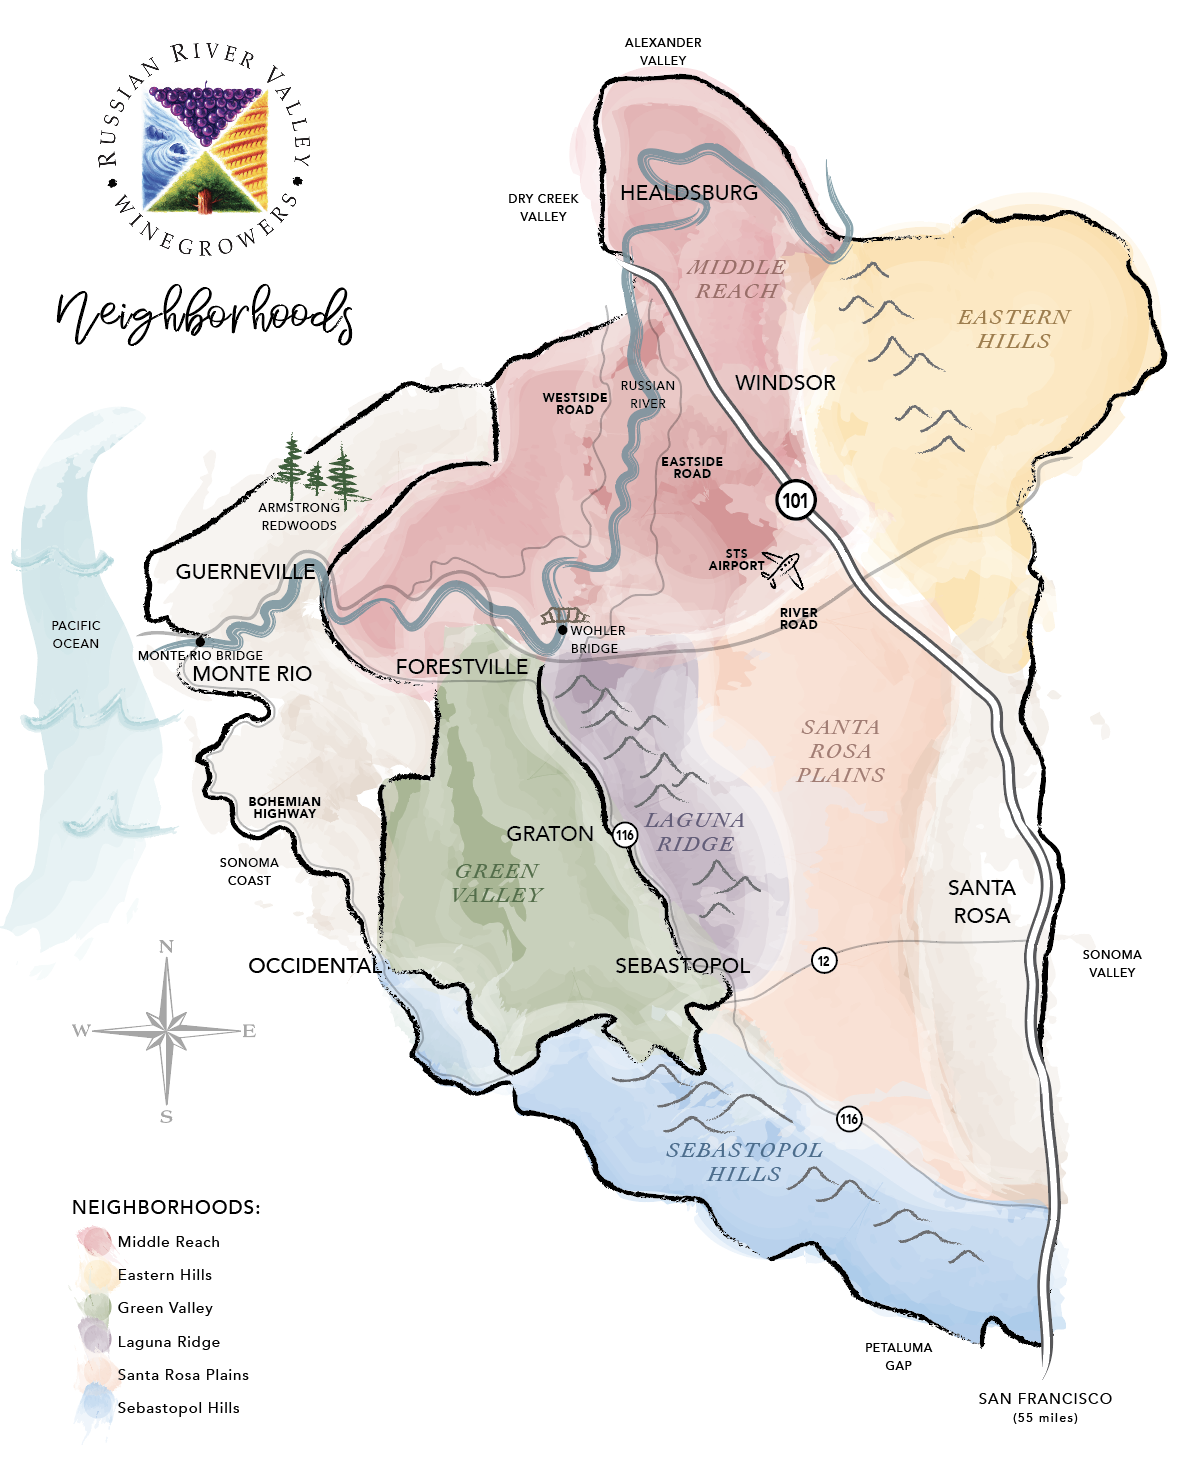 RUSSIAN RIVER VALLEY
WINEGROWERS
Neighborhoods
ALEXANDER
VALLEY
DRY CREEK
VALLEY
HEALDSBURG
MIDDLE
REACH
EASTERN
HILLS
WINDSOR
WESTSIDE
ROAD
RUSSIAN
RIVER
EASTSIDE
ROAD
101
ARMSTRONG
REDWOODS
STS
AIRPORT
GUERNEVILLE
RIVER
ROAD
PACIFIC
OCEAN
WOHLER
BRIDGE
MONTE RIO BRIDGE
MONTE RIO
FORESTVILLE
SANTA
ROSA
PLAINS
BOHEMIAN
HIGHWAY
GRATON
116
LAGUNA
RIDGE
SONOMA
COAST
GREEN
VALLEY
SANTA
ROSA
OCCIDENTAL
SEBASTOPOL
12
SONOMA
VALLEY
N
W
E
S
116
SEBASTOPOL
HILLS
NEIGHBORHOODS:
Middle Reach
Eastern Hills
Green Valley
Laguna Ridge
Santa Rosa Plains
Sebastopol Hills
PETALUMA
GAP
SAN FRANCISCO
(55 miles)